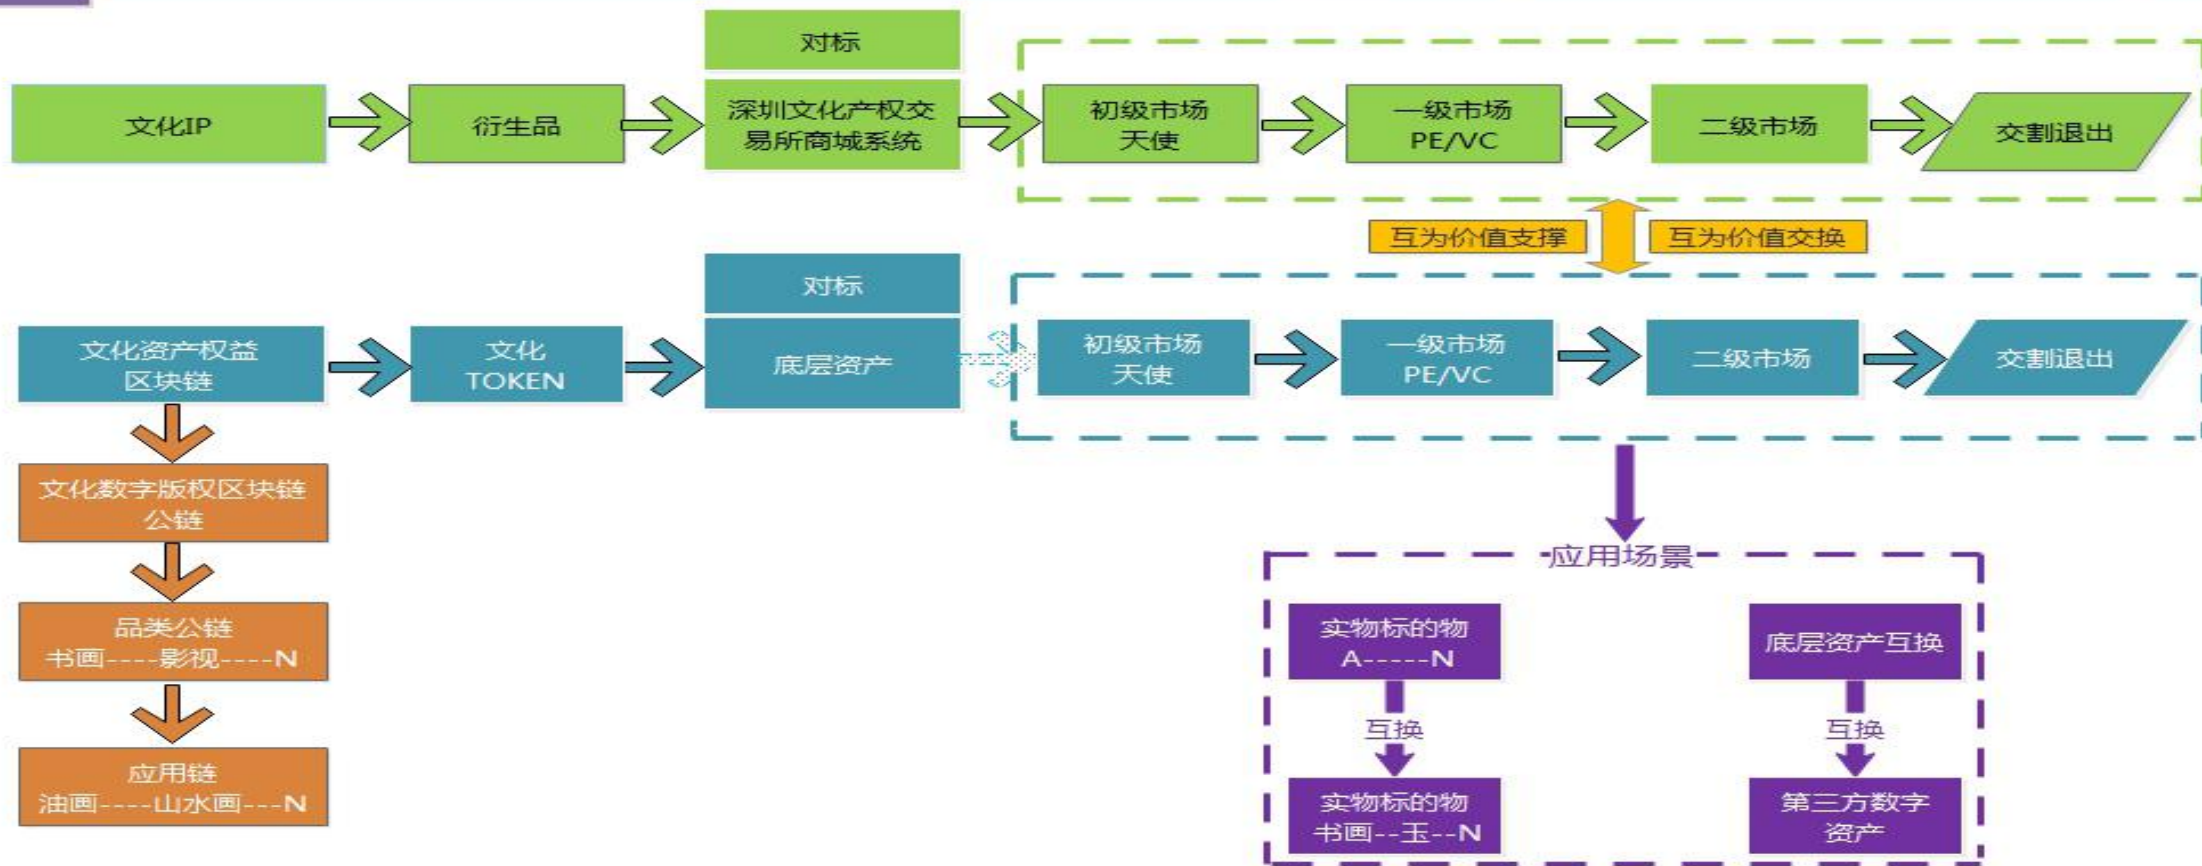 对标
文化IP
衍生品
深圳文化产权交
易所商城系统
初级市场
天使
一级市场
PE/VC
二级市场
交割退出
互为价值支撑
互为价值交换
对标
文化资产权益
区块链
文化
TOKEN
底层资产
初级市场
天使
一级市场
PE/VC
二级市场
交割退出
文化数字版权区块链
公链
品类公链
书画----影视----N
应用链
油画----山水画---N
应用场景
实物标的物
A-----N
互换
实物标的物
书画--玉--N
底层资产互换
互换
第三方数字
资产